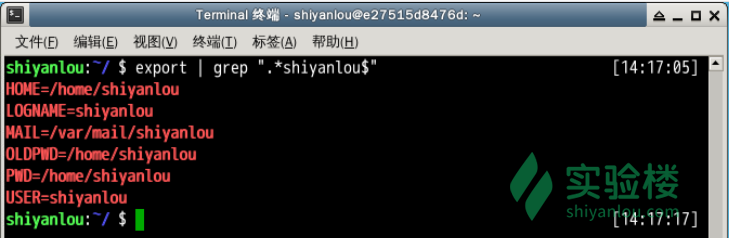 Terminal 终端 - shiyanlou@e27515d8476d: ~
文件(F) 编辑(E) 视图(V) 终端(T) 标签(A) 帮助(H)
shiyanlou:~/ $ export | grep ".*shiyanlou$" [14:17:05]
HOME=/home/shiyanlou
LOGNAME=shiyanlou
MAIL=/var/mail/shiyanlou
OLDPWD=/home/shiyanlou
PWD=/home/shiyanlou
USER=shiyanlou
实验楼
shiyanlou.com
shiyanlou:~/ $ [14:17:17]